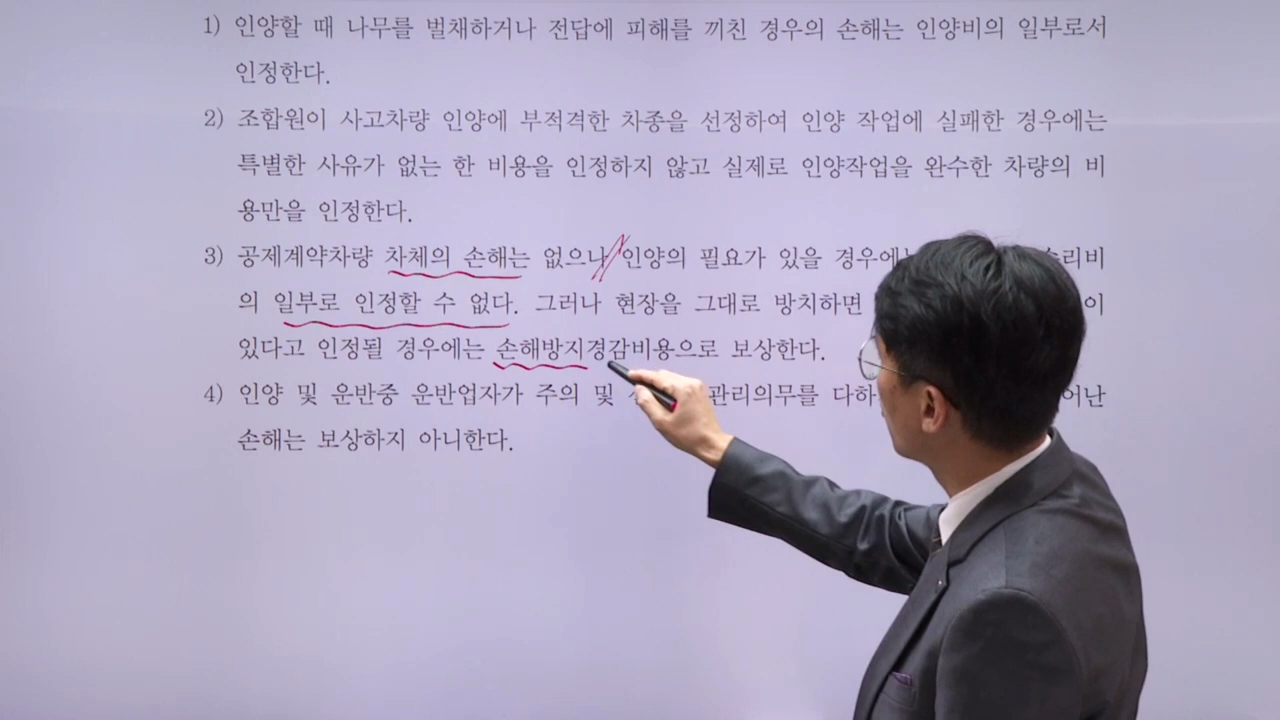 1) 인양할 때 나무를 벌채하거나 전답에 피해를 끼친 경우의 손해는 인양비의 일부로서
인정한다.
2) 조합원이 사고차량 인양에 부적격한 차종을 선정하여 인양 작업에 실패한 경우에는
특별한 사유가 없는 한 비용을 인정하지 않고 실제로 인양작업을 완수한 차량의 비
용만을 인정한다.
3) 공제계약차량 차체의 손해는 없으나 인양의 필요가 있을 수리비
의 일부로 인정할 수 없다. 그러나 현장을 그대로 방치하면 이
있다고 인정될 경우에는 손해방지경감비용으로 보상한다.
4) 인양 및 운반중 운반업자가 주의 및 관리의무를
손해는 보상하지 아니한다.